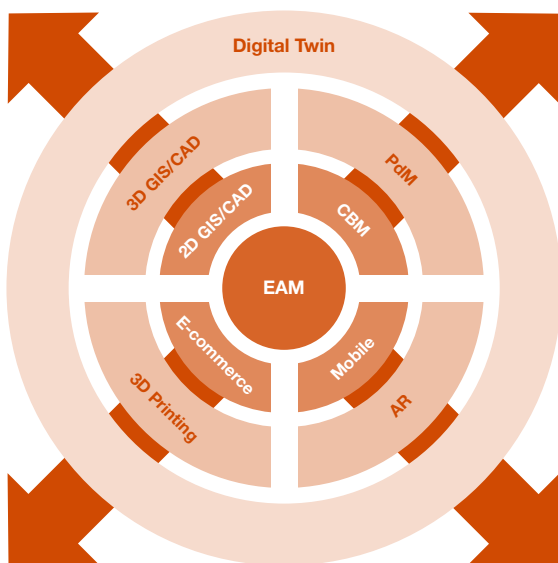 Digital Twin
3D GIS/CAD
PdM
2D GIS/CAD
CBM
EAM
E-commerce
Mobile
3D Printing
AR